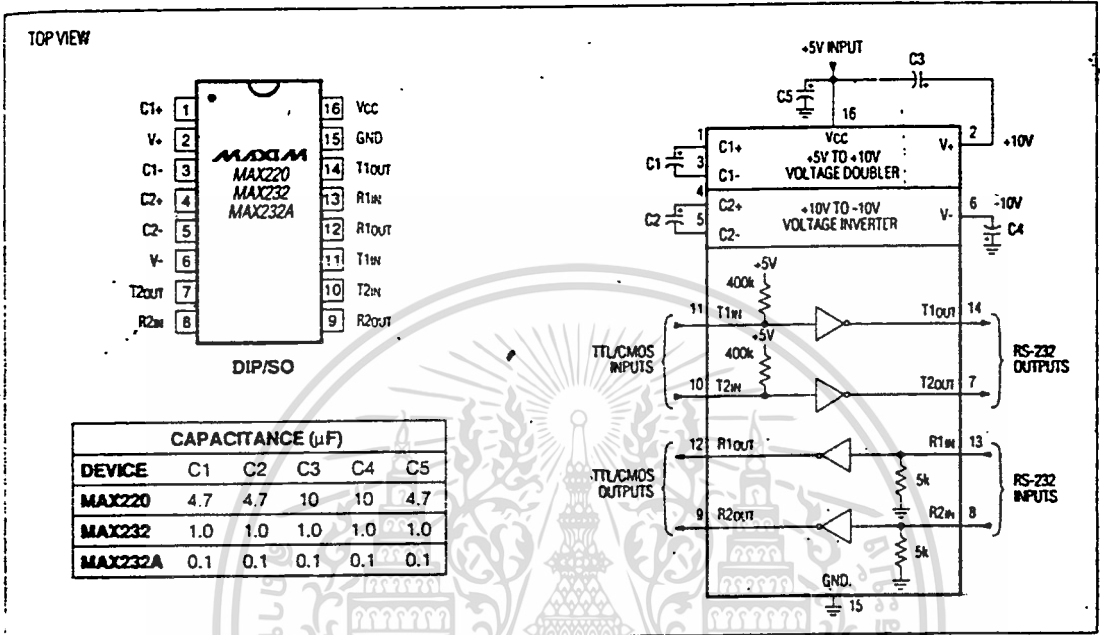 TOP VIEW
C1+ 1
V+ 2
C1- 3
C2+ 4
C2- 5
V- 6
T2OUT 7
R2IN 8
MAXIM
MAX220
MAX232
MAX232A
16 VCC
15 GND
14 T1OUT
13 R1IN
12 R1OUT
11 T1IN
10 T2IN
9 R2OUT
DIP/SO
CAPACITANCE (µF)
DEVICE C1 C2 C3 C4 C5
MAX220 4.7 4.7 10 10 4.7
MAX232 1.0 1.0 1.0 1.0 1.0
MAX232A 0.1 0.1 0.1 0.1 0.1
+5V INPUT
C3
C5
16
1 C1+ VCC V+ 2 +10V
C1 3 C1- +5V TO +10V
VOLTAGE DOUBLER
4 C2+ +10V TO -10V V- 6 -10V
C2 5 C2- VOLTAGE INVERTER C4
+5V
400k
11 T1IN T1OUT 14
+5V
TTL/CMOS
INPUTS
400k
RS-232
OUTPUTS
10 T2IN T2OUT 7
12 R1OUT R1IN 13
TTL/CMOS
OUTPUTS
5k
RS-232
INPUTS
9 R2OUT R2IN 8
5k
GND.
15